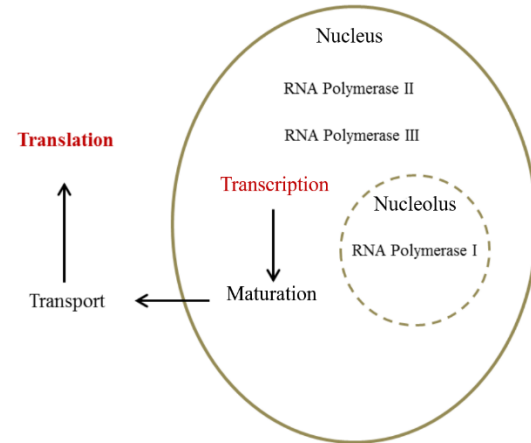 Nucleus
RNA Polymerase II
RNA Polymerase III
Translation
Transcription
Nucleolus
RNA Polymerase I
Maturation
Transport